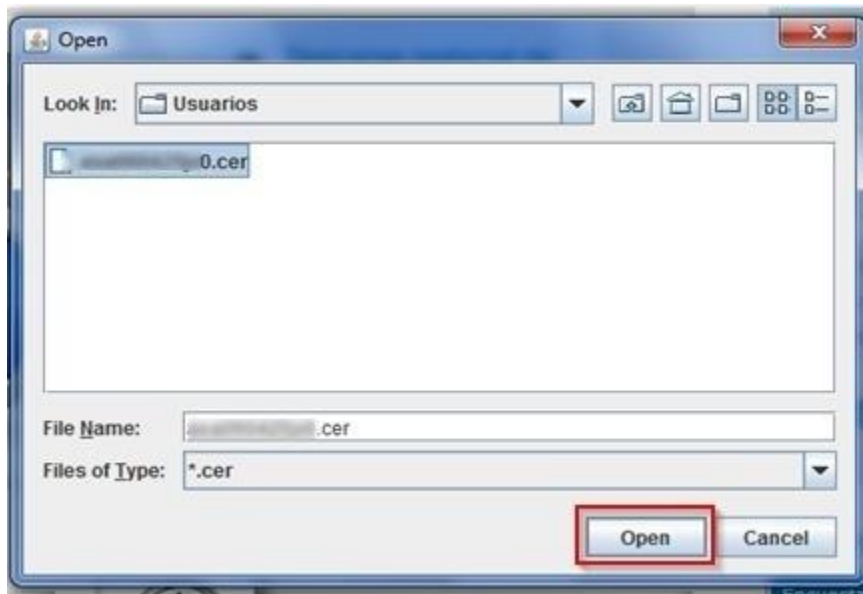 Open
Look In: Usuarios
0.cer
File Name: .cer
Files of Type: *.cer
Open Cancel